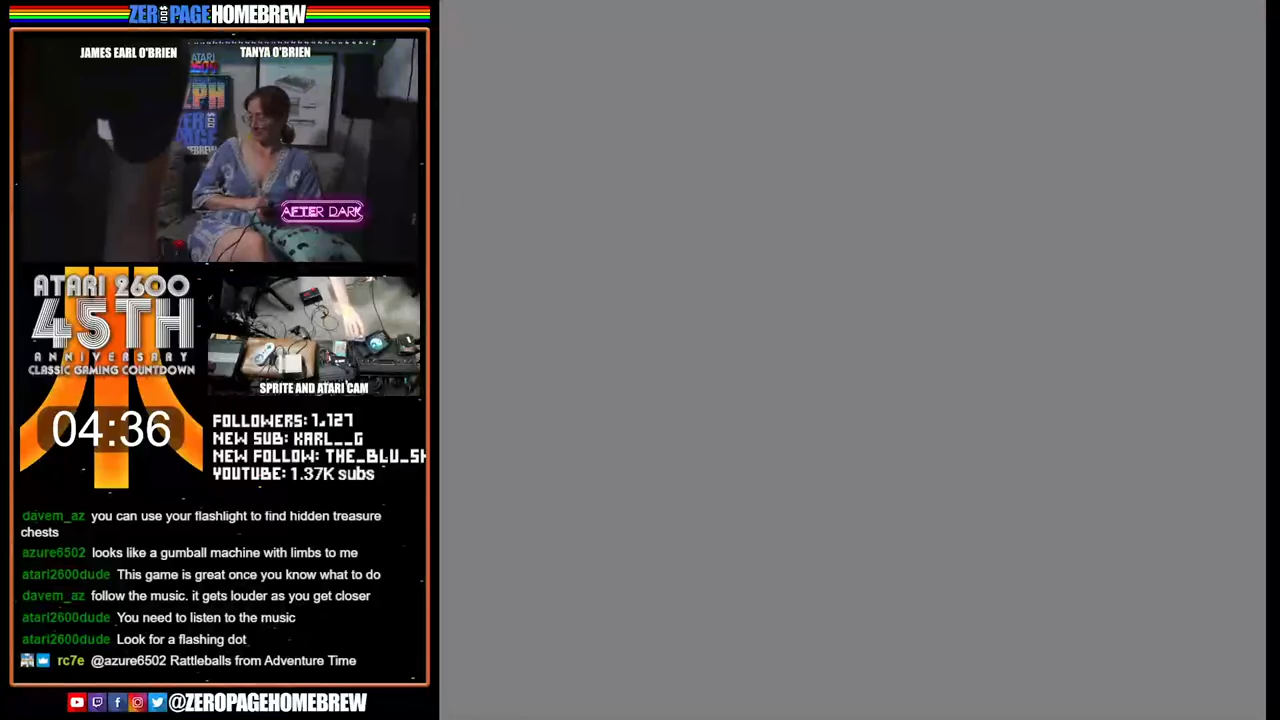 ZERO PAGE HOMEBREW
JAMES EARL O'BRIEN
TANYA O'BRIEN
ATARI
AFTER DARK
ATARI 2600
45TH
ANNIVERSARY
CLASSIC GAMING COUNTDOWN
04:36
SPRITE AND ATARI CAM
FOLLOWERS: 1,127
NEW SUB: KARL__G
NEW FOLLOW: THE_BLU_SH
YOUTUBE: 1.37K subs
davem_az you can use your flashlight to find hidden treasure
chests
azure6502 looks like a gumball machine with limbs to me
atari2600dude This game is great once you know what to do
davem_az follow the music. it gets louder as you get closer
atari2600dude You need to listen to the music
atari2600dude Look for a flashing dot
rc7e @azure6502 Rattleballs from Adventure Time
@ZEROPAGEHOMEBREW